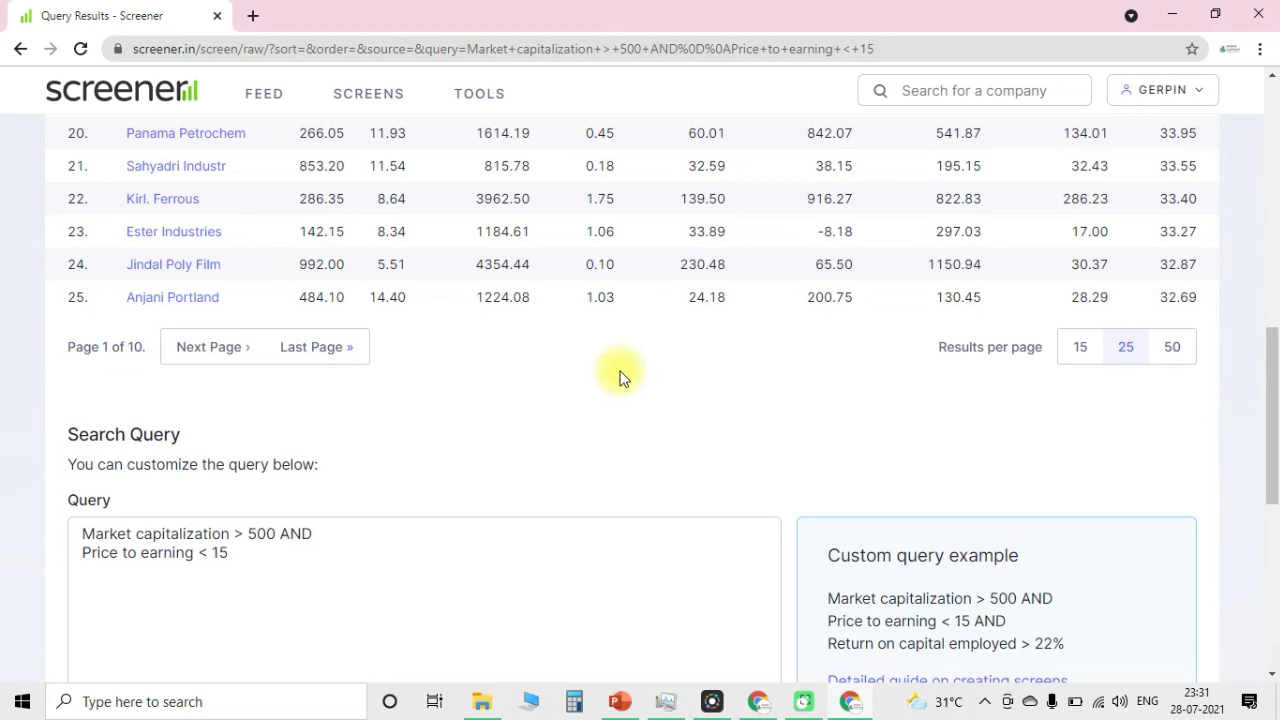 Query Results - Screener
screener.in/screen/raw/?sort=&order=&source=&query=Market+capitalization+>+500+AND%0D%0APrice+to+earning+<+15
screener FEED SCREENS TOOLS Search for a company GERPIN
20. Panama Petrochem 266.05 11.93 1614.19 0.45 60.01 842.07 541.87 134.01 33.95
21. Sahyadri Industr 853.20 11.54 815.78 0.18 32.59 38.15 195.15 32.43 33.55
22. Kirl. Ferrous 286.35 8.64 3962.50 1.75 139.50 916.27 822.83 286.23 33.40
23. Ester Industries 142.15 8.34 1184.61 1.06 33.89 -8.18 297.03 17.00 33.27
24. Jindal Poly Film 992.00 5.51 4354.44 0.10 230.48 65.50 1150.94 30.37 32.87
25. Anjani Portland 484.10 14.40 1224.08 1.03 24.18 200.75 130.45 28.29 32.69
Page 1 of 10. Next Page › Last Page » Results per page 15 25 50
Search Query
You can customize the query below:
Query
Market capitalization > 500 AND
Price to earning < 15
Custom query example
Market capitalization > 500 AND
Price to earning < 15 AND
Return on capital employed > 22%
Detailed guide on creating screens
Type here to search 31°C ENG 23:31
28-07-2021